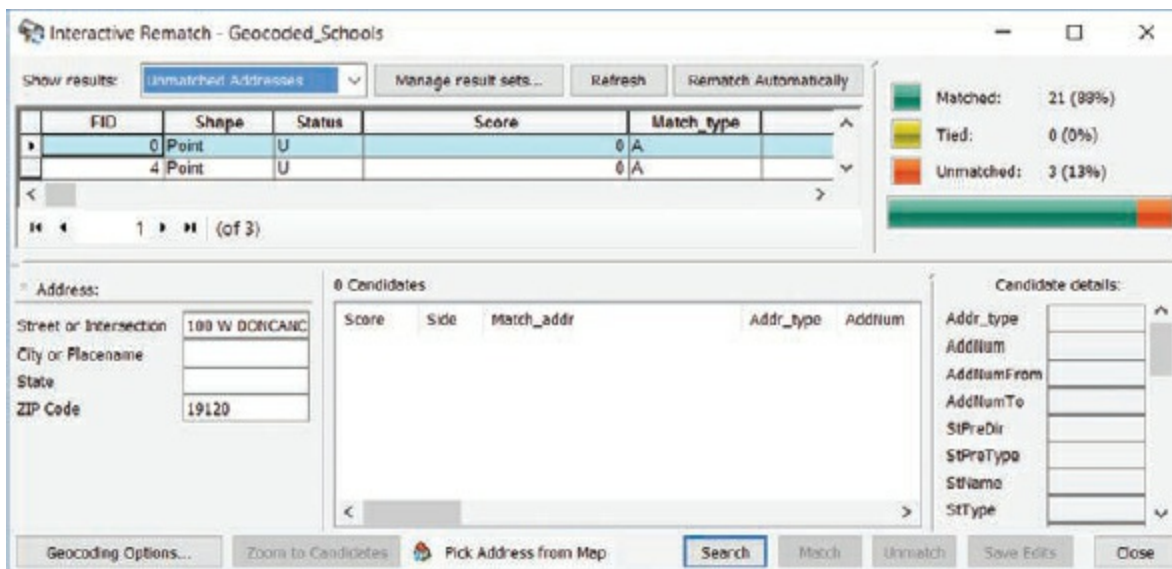 Interactive Rematch - Geocoded_Schools
Show results: Unmatched Addresses Manage result sets... Refresh Rematch Automatically
FID Shape Status Score Match_type
0 Point U 0 A
4 Point U 0 A
1 (of 3)
Matched: 21 (88%)
Tied: 0 (0%)
Unmatched: 3 (13%)
Address:
Street or Intersection 100 W DONCANC
City or Placename
State
ZIP Code 19120
0 Candidates
Score Side Match_addr Addr_type AddNum
Candidate details:
Addr_type
AddNum
AddNumFrom
AddNumTo
StPreDir
StPreType
StName
StType
Geocoding Options... Zoom to Candidates Pick Address from Map Search Match Unmatch Save Edits Close